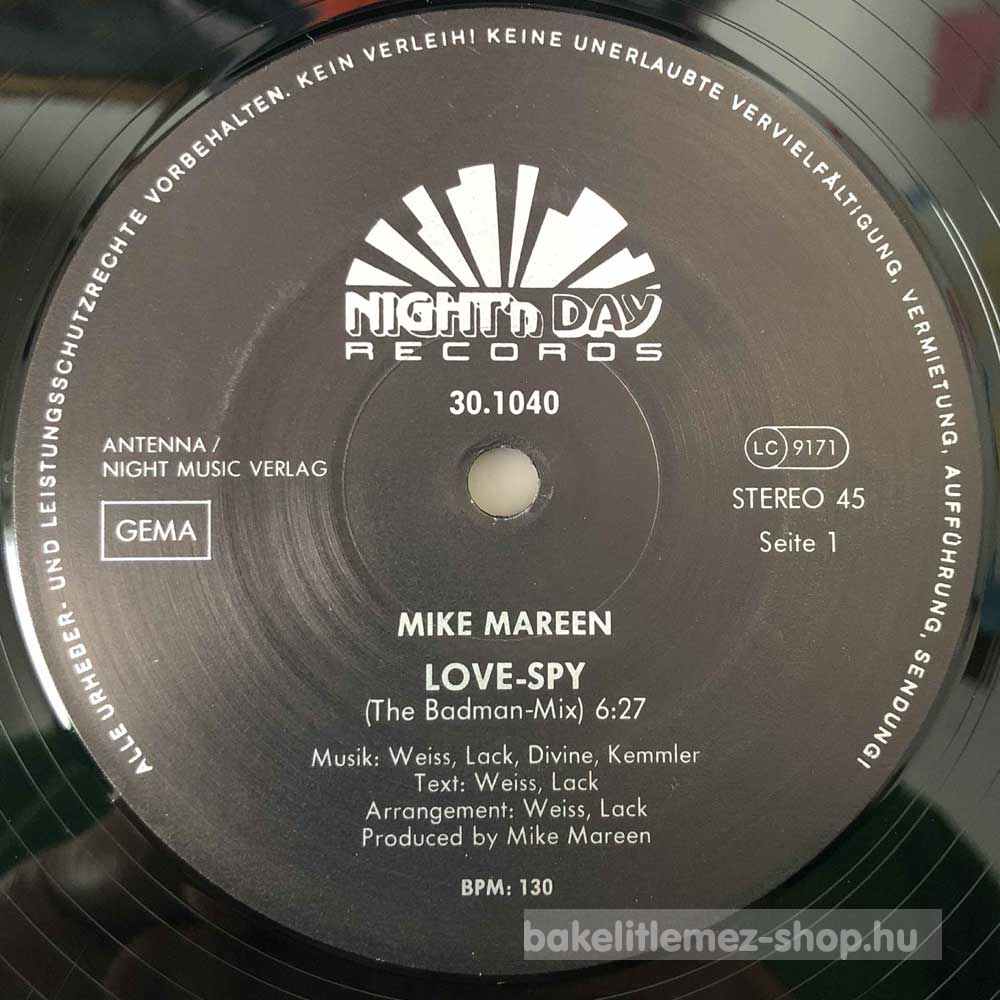 ALLE URHEBER- UND LEISTUNGSSCHUTZRECHTE VORBEHALTEN. KEIN VERLEIH! KEINE UNERLAUBTE VERVIELFÄLTIGUNG, VERMIETUNG, AUFFÜHRUNG, SENDUNG!
NIGHT'n DAY
RECORDS
30.1040
ANTENNA /
NIGHT MUSIC VERLAG
GEMA
LC 9171
STEREO 45
Seite 1
MIKE MAREEN
LOVE-SPY
(The Badman-Mix) 6:27
Musik: Weiss, Lack, Divine, Kemmler
Text: Weiss, Lack
Arrangement: Weiss, Lack
Produced by Mike Mareen
BPM: 130
bakelitlemez-shop.hu